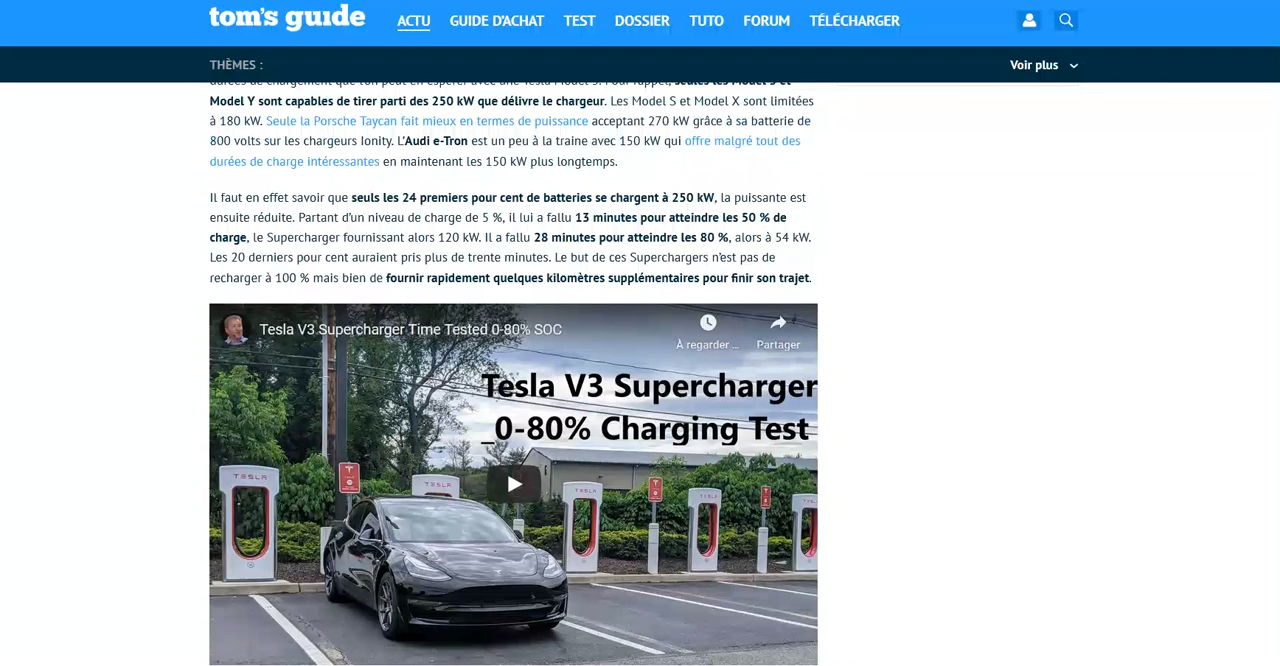 tom's guide
ACTU GUIDE D'ACHAT TEST DOSSIER TUTO FORUM TÉLÉCHARGER
THÈMES :
Voir plus
Model Y sont capables de tirer parti des 250 kW que délivre le chargeur. Les Model S et Model X sont limitées
à 180 kW. Seule la Porsche Taycan fait mieux en termes de puissance acceptant 270 kW grâce à sa batterie de
800 volts sur les chargeurs Ionity. L'Audi e-Tron est un peu à la traine avec 150 kW qui offre malgré tout des
durées de charge intéressantes en maintenant les 150 kW plus longtemps.
Il faut en effet savoir que seuls les 24 premiers pour cent de batteries se chargent à 250 kW, la puissante est
ensuite réduite. Partant d'un niveau de charge de 5 %, il lui a fallu 13 minutes pour atteindre les 50 % de
charge, le Supercharger fournissant alors 120 kW. Il a fallu 28 minutes pour atteindre les 80 %, alors à 54 kW.
Les 20 derniers pour cent auraient pris plus de trente minutes. Le but de ces Superchargers n'est pas de
recharger à 100 % mais bien de fournir rapidement quelques kilomètres supplémentaires pour finir son trajet.
Tesla V3 Supercharger Time Tested 0-80% SOC
À regarder ...
Partager
Tesla V3 Supercharger
_0-80% Charging Test
TESLA
TESLA
TESLA
TESLA
TESLA